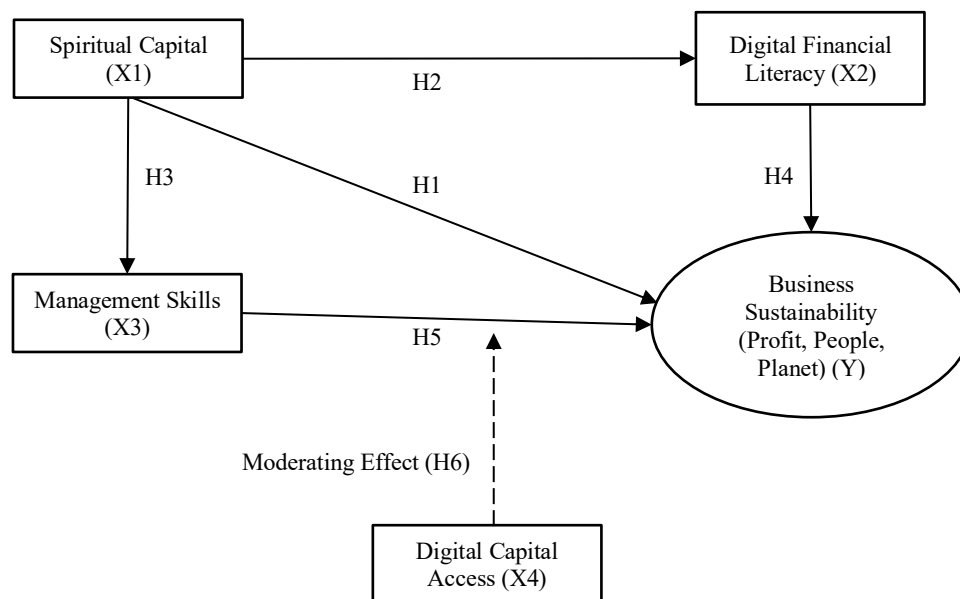 Spiritual Capital
(X1)
Digital Financial
Literacy (X2)
H2
H3
H1
H4
Management Skills
(X3)
H5
Business
Sustainability
(Profit, People,
Planet) (Y)
Moderating Effect (H6)
Digital Capital
Access (X4)